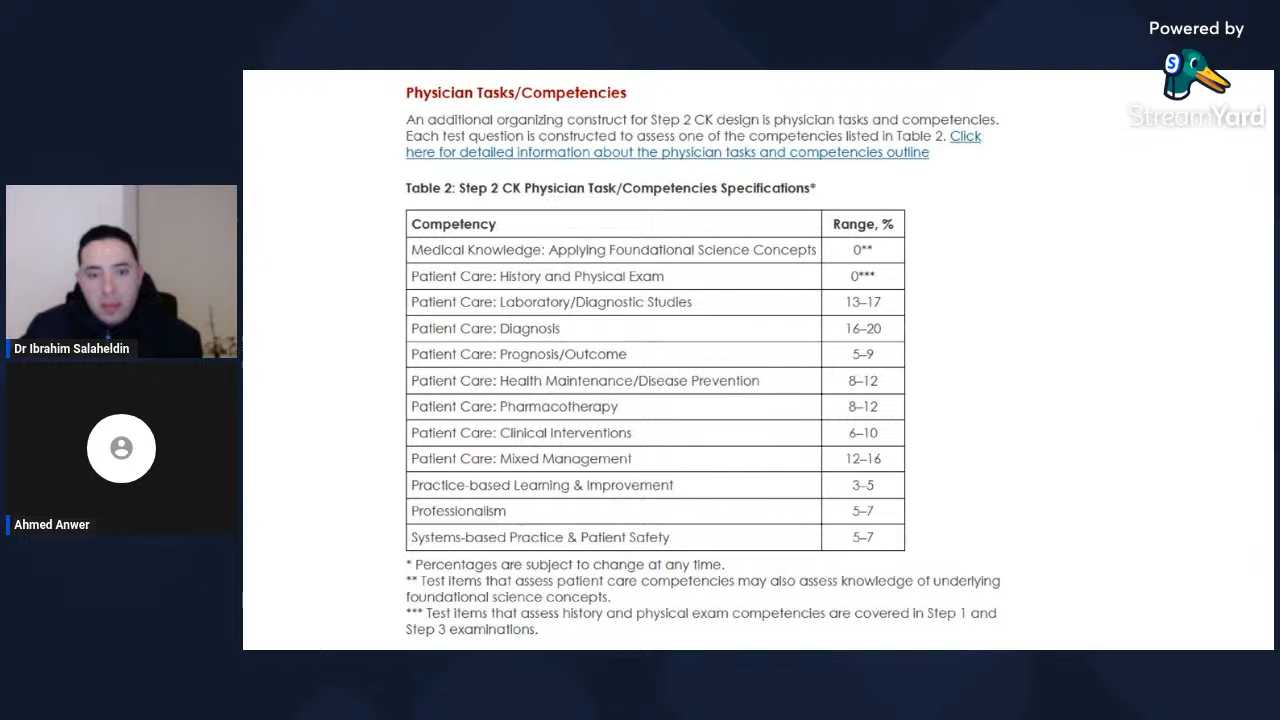 Powered by
StreamYard
Physician Tasks/Competencies
An additional organizing construct for Step 2 CK design is physician tasks and competencies.
Each test question is constructed to assess one of the competencies listed in Table 2. Click
here for detailed information about the physician tasks and competencies outline
Table 2: Step 2 CK Physician Task/Competencies Specifications*
Competency Range, %
Medical Knowledge: Applying Foundational Science Concepts 0**
Patient Care: History and Physical Exam 0***
Patient Care: Laboratory/Diagnostic Studies 13–17
Patient Care: Diagnosis 16–20
Patient Care: Prognosis/Outcome 5–9
Patient Care: Health Maintenance/Disease Prevention 8–12
Patient Care: Pharmacotherapy 8–12
Patient Care: Clinical Interventions 6–10
Patient Care: Mixed Management 12–16
Practice-based Learning & Improvement 3–5
Professionalism 5–7
Systems-based Practice & Patient Safety 5–7
* Percentages are subject to change at any time.
** Test items that assess patient care competencies may also assess knowledge of underlying
foundational science concepts.
*** Test items that assess history and physical exam competencies are covered in Step 1 and
Step 3 examinations.
Dr Ibrahim Salaheldin
Ahmed Anwer